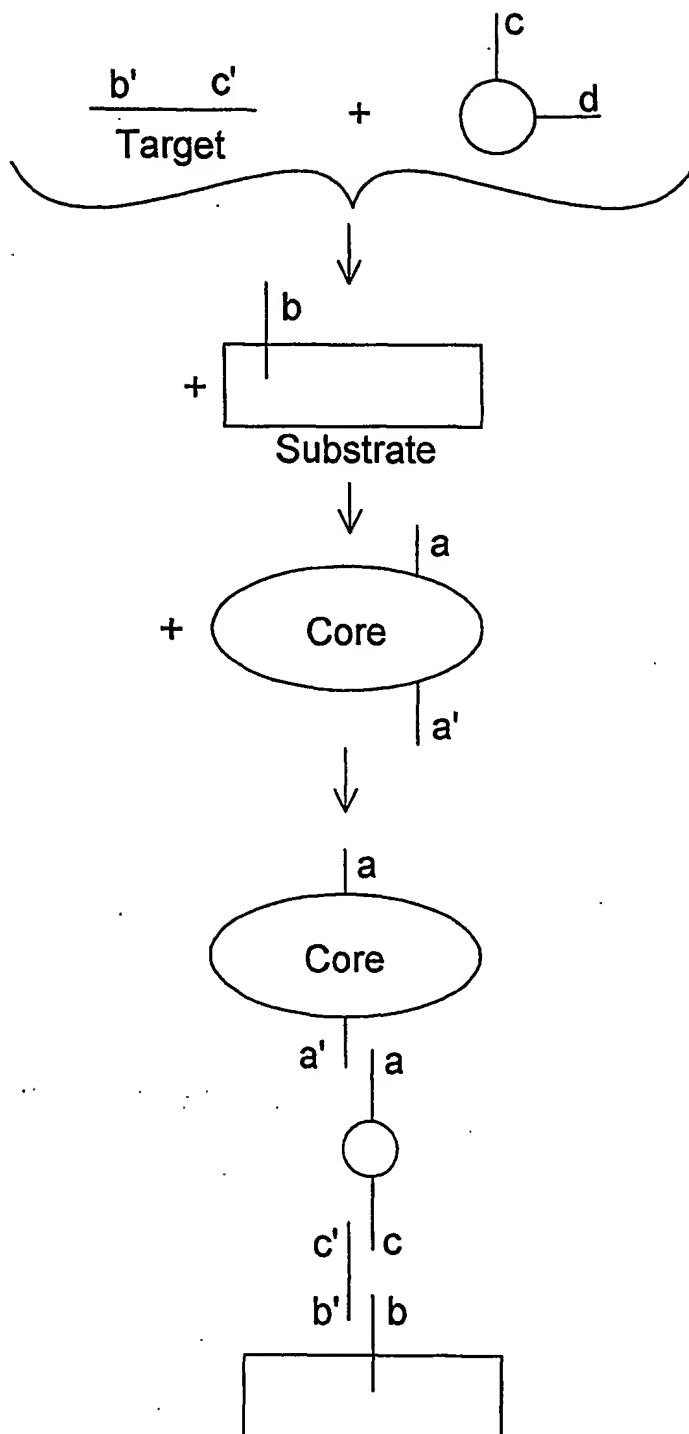 c
b' c' + d
Target
b
+
Substrate
a
+ Core
a'
a
Core
a' a
c' c
b' b